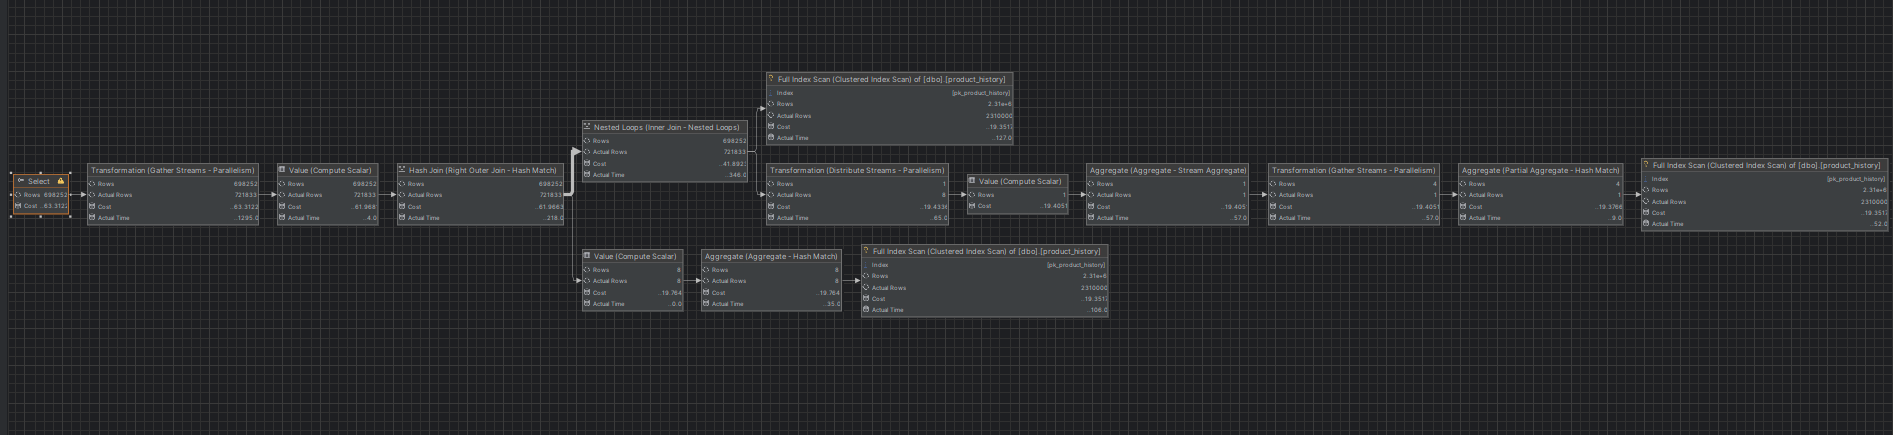 Select
Rows 698252
Cost ..63.312
Transformation (Gather Streams - Parallelism)
Rows 698252
Actual Rows 721833
Cost ..63.3122
Actual Time ..1295.0
Value (Compute Scalar)
Rows 698252
Actual Rows 721833
Cost ..61.968
Actual Time ..4.0
Hash Join (Right Outer Join - Hash Match)
Rows 698252
Actual Rows 721833
Cost ..61.9663
Actual Time ..218.0
Nested Loops (Inner Join - Nested Loops)
Rows 698252
Actual Rows 721833
Cost ..41.892
Actual Time ..346.0
Full Index Scan (Clustered Index Scan) of [dbo].[product_history]
Index [pk_product_history]
Rows 2.31e+6
Actual Rows 2310000
Cost ..19.351
Actual Time ..127.0
Transformation (Distribute Streams - Parallelism)
Rows 1
Actual Rows 8
Cost ..19.4336
Actual Time ..65.0
Value (Compute Scalar)
Rows 1
Cost ..19.4051
Aggregate (Aggregate - Stream Aggregate)
Rows 1
Actual Rows 1
Cost ..19.405
Actual Time ..57.0
Transformation (Gather Streams - Parallelism)
Rows 4
Actual Rows 1
Cost ..19.4051
Actual Time ..57.0
Aggregate (Partial Aggregate - Hash Match)
Rows 4
Actual Rows 1
Cost ..19.3766
Actual Time ..9.0
Full Index Scan (Clustered Index Scan) of [dbo].[product_history]
Index [pk_product_history]
Rows 2.31e+6
Actual Rows 2310000
Cost ..19.351
Actual Time ..52.0
Value (Compute Scalar)
Rows 8
Actual Rows 8
Cost ..19.764
Actual Time ..0.0
Aggregate (Aggregate - Hash Match)
Rows 8
Actual Rows 8
Cost ..19.764
Actual Time ..35.0
Full Index Scan (Clustered Index Scan) of [dbo].[product_history]
Index [pk_product_history]
Rows 2.31e+6
Actual Rows 2310000
Cost ..19.351
Actual Time ..106.0